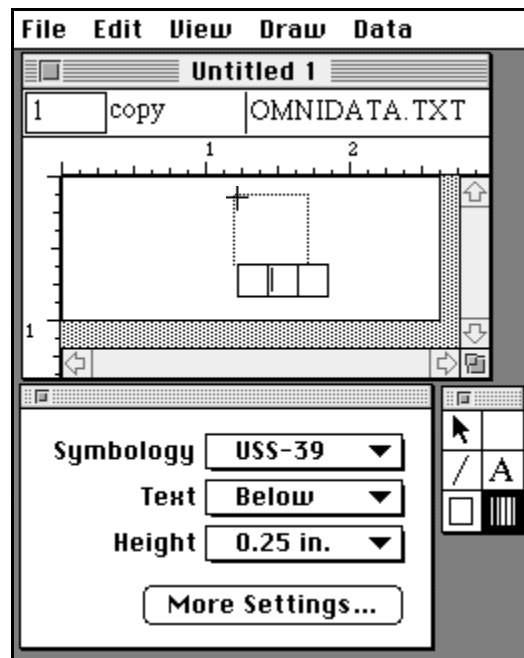 File Edit View Draw Data
Untitled 1
1 copy OMNIDATA.TXT
1 2
1
Symbology USS-39
Text Below
Height 0.25 in.
A
More Settings...